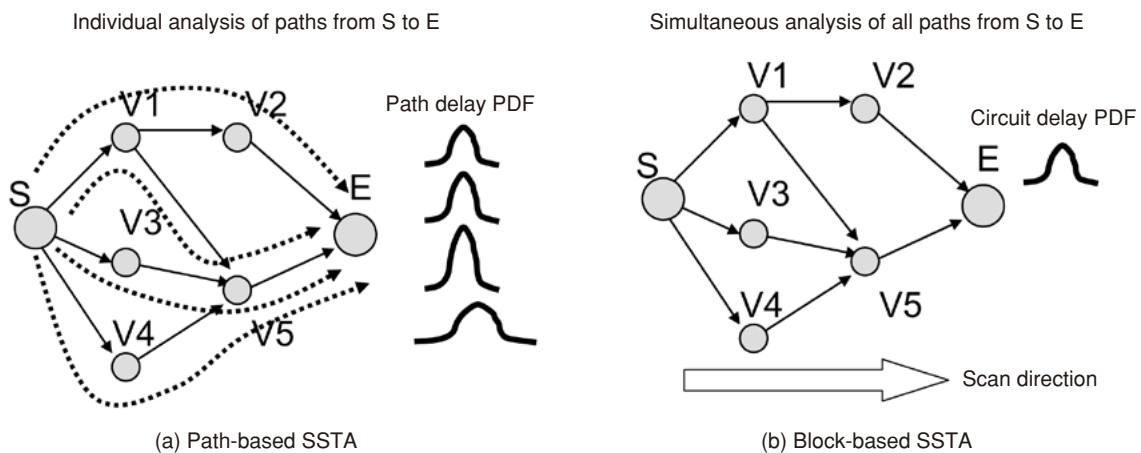 Individual analysis of paths from S to E
V1
V2
Path delay PDF
S
E
V3
V4
V5
(a) Path-based SSTA
Simultaneous analysis of all paths from S to E
V1
V2
Circuit delay PDF
E
S
V3
V4
V5
Scan direction
(b) Block-based SSTA